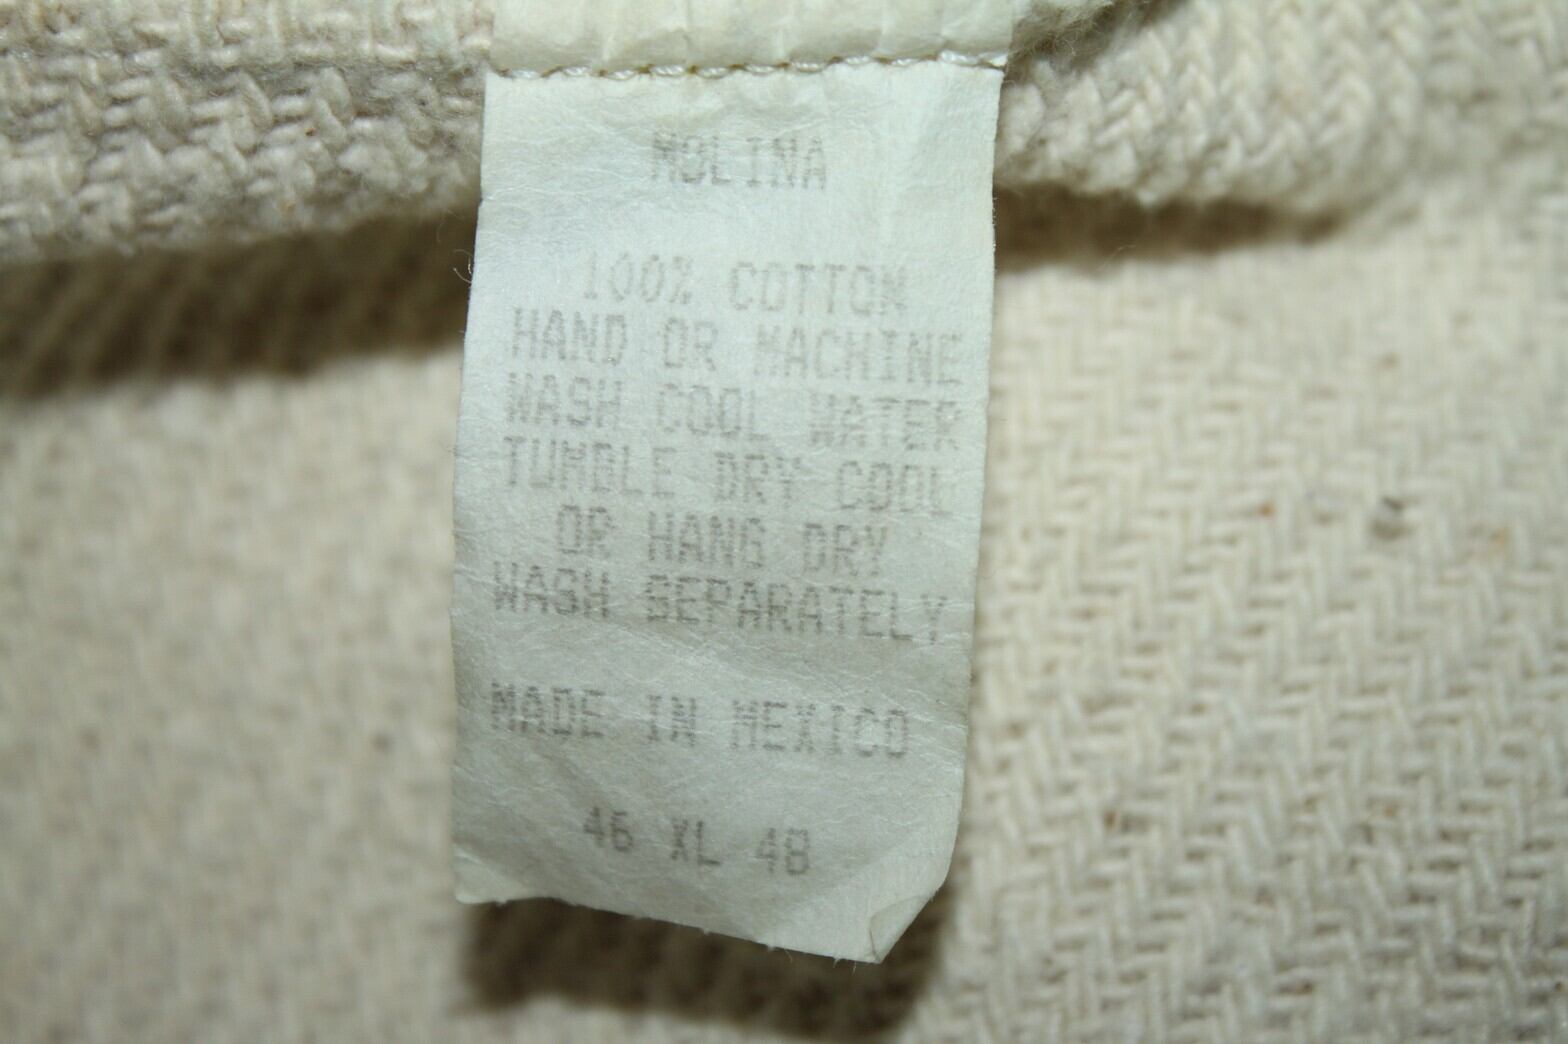 MOLINA
100% COTTON
HAND OR MACHINE
WASH COOL WATER
TUMBLE DRY COOL
OR HANG DRY
WASH SEPARATELY
MADE IN MEXICO
46 XL 48